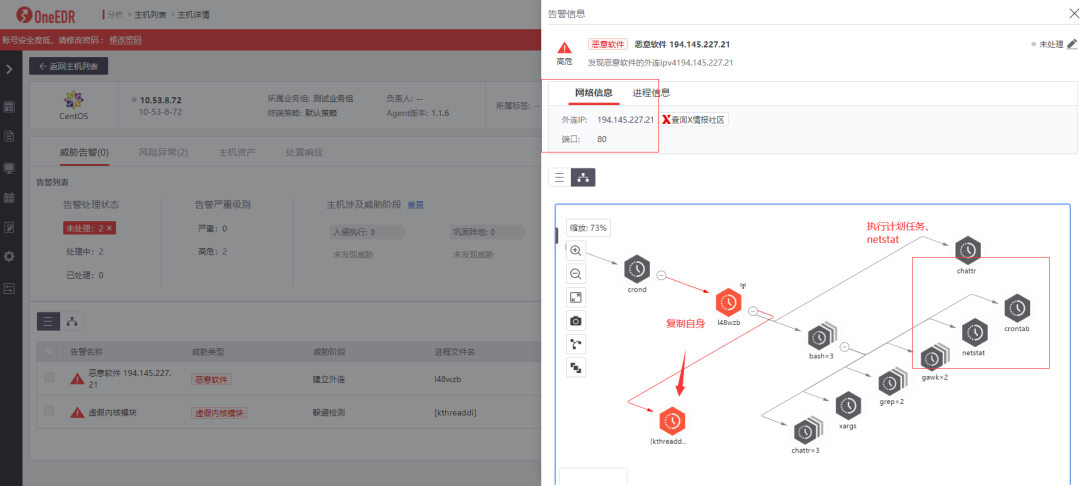 OneEDR
分析 › 主机列表 › 主机详情
账号安全度低，请修改密码： 修改密码
← 返回主机列表
CentOS
10.53.8.72
10-53-8-72
所属业务组: 测试业务组
终端策略: 默认策略
负责人: --
Agent版本: 1.1.6
所属标签: --
威胁告警(0)
风险异常(2)
主机资产
处置响应
告警列表
告警处理状态
未处理: 2 ×
处理中: 2
已处理: 0
告警严重级别
严重: 0
高危: 2
主机涉及威胁阶段 重置
入侵执行: 0
未发现威胁
巩固阵地: 0
未发现威胁
告警名称
威胁类型
威胁阶段
进程文件名
恶意软件 194.145.227.
21
恶意软件
建立外连
l48wzb
虚假内核模块
虚假内核模块
躲避检测
[kthreaddi]
告警信息
高危
恶意软件
恶意软件 194.145.227.21
未处理
发现恶意软件的外连ipv4194.145.227.21
网络信息
进程信息
外连IP: 194.145.227.21
X查询X情报社区
端口: 80
缩放: 73%
执行计划任务、
netstat
crond
chattr
l48wzb
复制自身
crontab
bash×3
netstat
gawk×2
grep×2
xargs
[kthreadd...
chattr×3